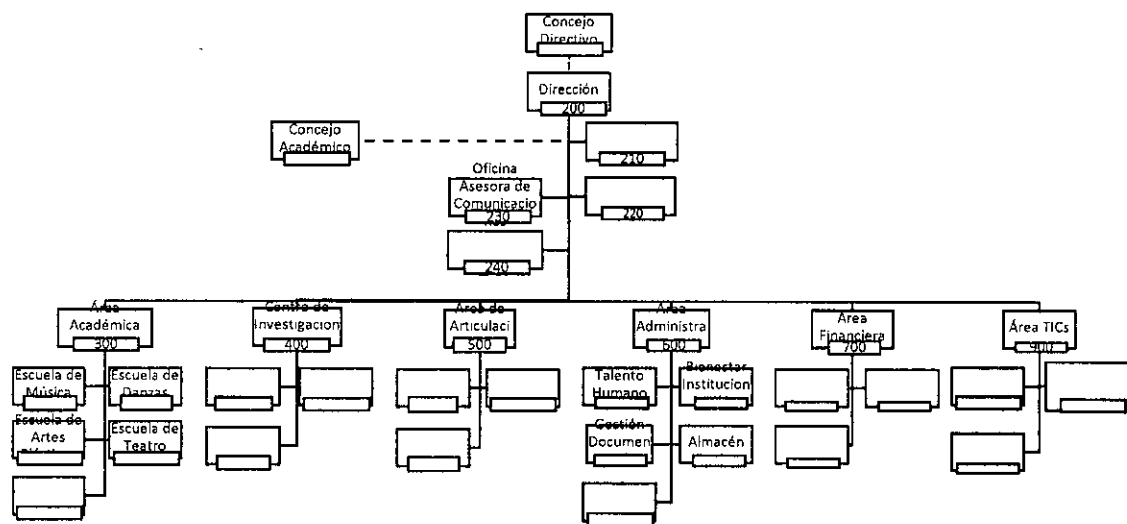 Concejo
Directivo
Dirección
200
Concejo
Académico
210
Oficina
Asesora de
Comunicacio
230
220
240
Área
Académica
300
Centro de
Investigacion
400
Área de
Articulaci
500
Área
Administra
600
Área
Financiera
700
Área TICs
900
Escuela de
Música
Escuela de
Danzas
Escuela de
Artes
Escuela de
Teatro
Talento
Humano
Bienestar
Institucion
Gestión
Documen
Almacén